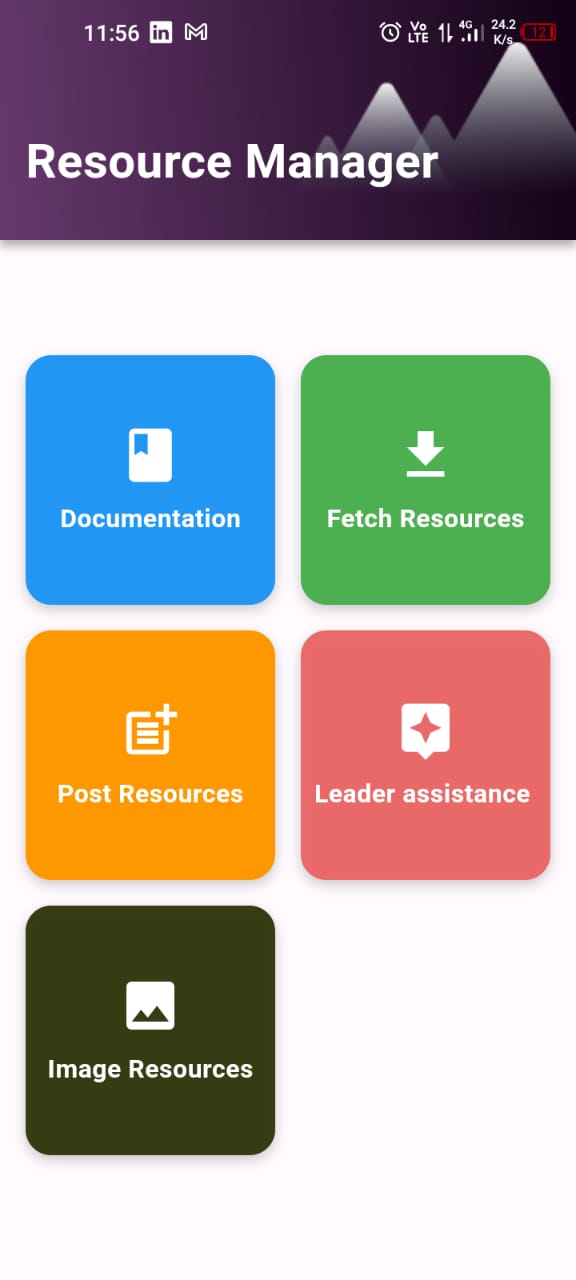 11:56 in Vo LTE 4G 24.2 K/s 12
Resource Manager
Documentation
Fetch Resources
Post Resources
Leader assistance
Image Resources